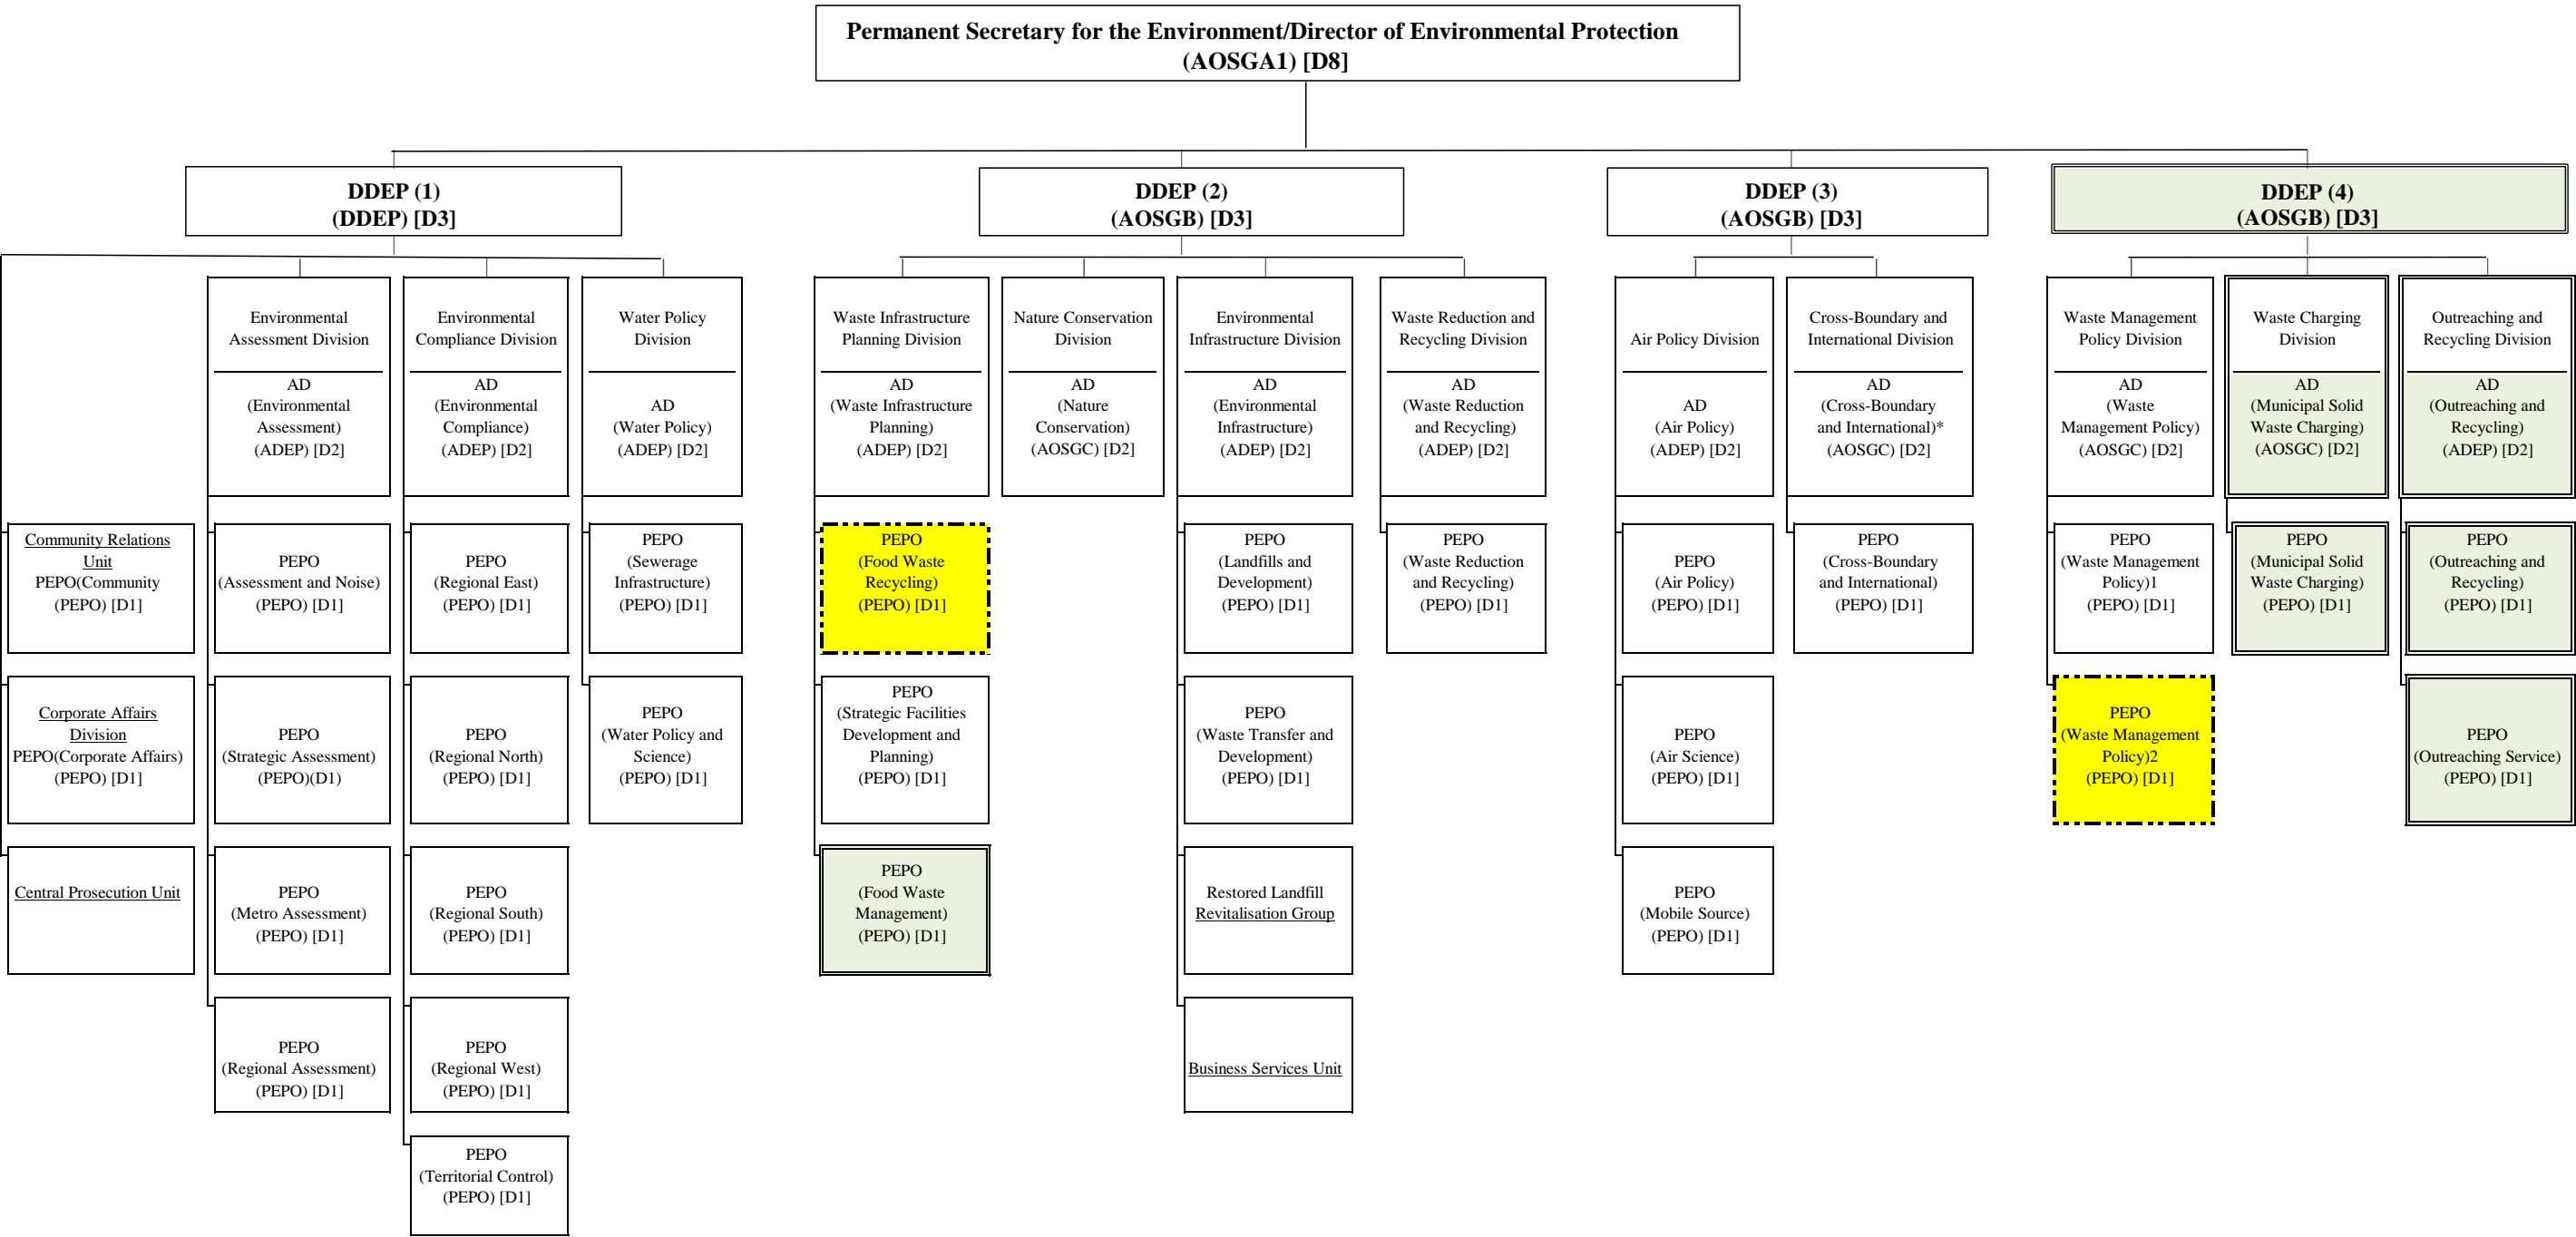 Permanent Secretary for the Environment/Director of Environmental Protection
(AOSGA1) [D8]
DDEP (1)
(DDEP) [D3]
DDEP (2)
(AOSGB) [D3]
DDEP (3)
(AOSGB) [D3]
DDEP (4)
(AOSGB) [D3]
Environmental
Assessment Division
AD
(Environmental
Assessment)
(ADEP) [D2]
Environmental
Compliance Division
AD
(Environmental
Compliance)
(ADEP) [D2]
Water Policy
Division
AD
(Water Policy)
(ADEP) [D2]
Waste Infrastructure
Planning Division
AD
(Waste Infrastructure
Planning)
(ADEP) [D2]
Nature Conservation
Division
AD
(Nature
Conservation)
(AOSGC) [D2]
Environmental
Infrastructure Division
AD
(Environmental
Infrastructure)
(ADEP) [D2]
Waste Reduction and
Recycling Division
AD
(Waste Reduction
and Recycling)
(ADEP) [D2]
Air Policy Division
AD
(Air Policy)
(ADEP) [D2]
Cross-Boundary and
International Division
AD
(Cross-Boundary
and International)*
(AOSGC) [D2]
Waste Management
Policy Division
AD
(Waste
Management Policy)
(AOSGC) [D2]
Waste Charging
Division
AD
(Municipal Solid
Waste Charging)
(AOSGC) [D2]
Outreaching and
Recycling Division
AD
(Outreaching and
Recycling)
(ADEP) [D2]
Community Relations
Unit
PEPO(Community
(PEPO) [D1]
PEPO
(Assessment and Noise)
(PEPO) [D1]
PEPO
(Regional East)
(PEPO) [D1]
PEPO
(Sewerage
Infrastructure)
(PEPO) [D1]
PEPO
(Food Waste
Recycling)
(PEPO) [D1]
PEPO
(Landfills and
Development)
(PEPO) [D1]
PEPO
(Waste Reduction
and Recycling)
(PEPO) [D1]
PEPO
(Air Policy)
(PEPO) [D1]
PEPO
(Cross-Boundary
and International)
(PEPO) [D1]
PEPO
(Waste Management
Policy)1
(PEPO) [D1]
PEPO
(Municipal Solid
Waste Charging)
(PEPO) [D1]
PEPO
(Outreaching and
Recycling)
(PEPO) [D1]
Corporate Affairs
Division
PEPO(Corporate Affairs)
(PEPO) [D1]
PEPO
(Strategic Assessment)
(PEPO)(D1)
PEPO
(Regional North)
(PEPO) [D1]
PEPO
(Water Policy and
Science)
(PEPO) [D1]
PEPO
(Strategic Facilities
Development and
Planning)
(PEPO) [D1]
PEPO
(Waste Transfer and
Development)
(PEPO) [D1]
PEPO
(Air Science)
(PEPO) [D1]
PEPO
(Waste Management
Policy)2
(PEPO) [D1]
PEPO
(Outreaching Service)
(PEPO) [D1]
Central Prosecution Unit
PEPO
(Metro Assessment)
(PEPO) [D1]
PEPO
(Regional South)
(PEPO) [D1]
PEPO
(Food Waste
Management)
(PEPO) [D1]
Restored Landfill
Revitalisation Group
PEPO
(Mobile Source)
(PEPO) [D1]
PEPO
(Regional Assessment)
(PEPO) [D1]
PEPO
(Regional West)
(PEPO) [D1]
Business Services Unit
PEPO
(Territorial Control)
(PEPO) [D1]